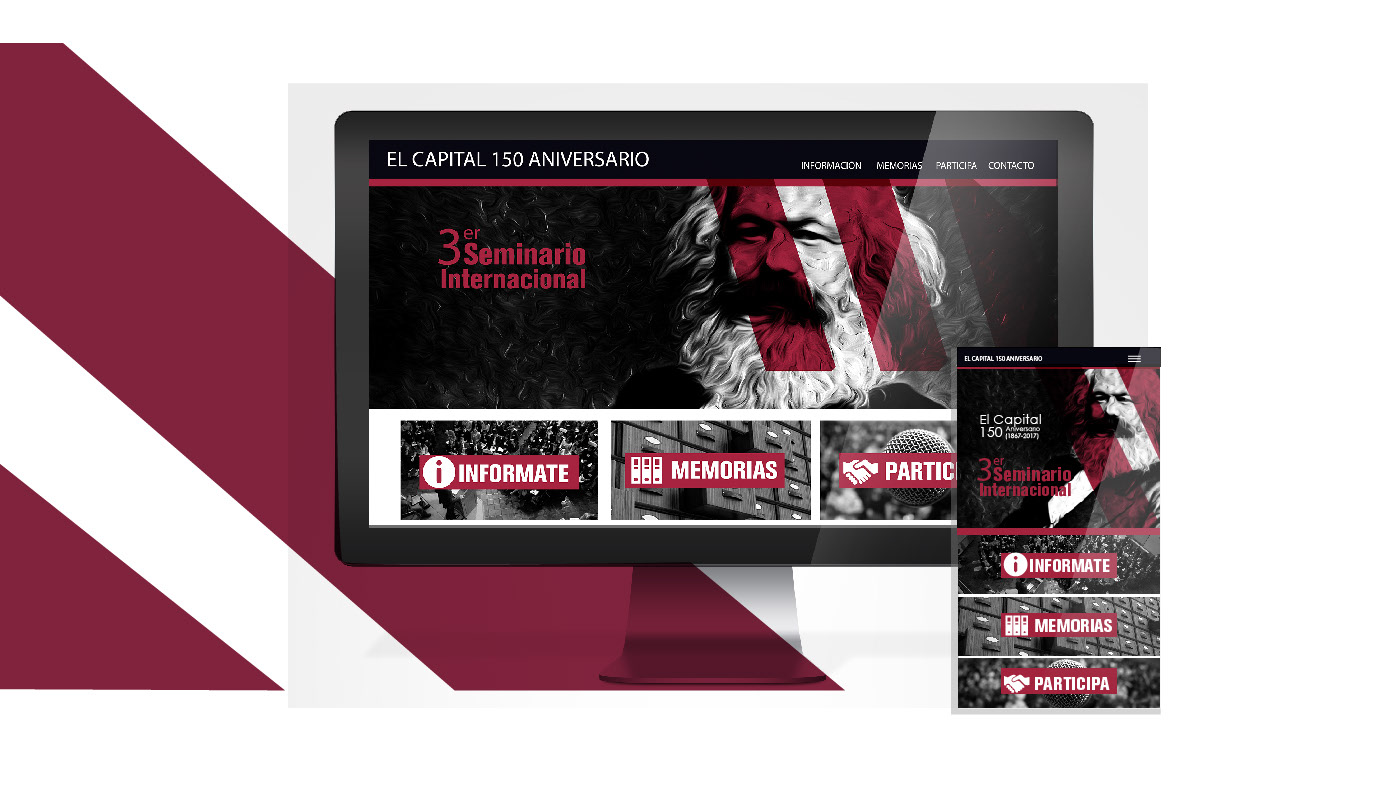 EL CAPITAL 150 ANIVERSARIO
INFORMACION MEMORIAS PARTICIPA CONTACTO
3er
Seminario
Internacional
INFORMATE
MEMORIAS
PARTICI
EL CAPITAL 150 ANIVERSARIO
El Capital
150 Aniversario
(1867-2017)
3er
Seminario
Internacional
INFORMATE
MEMORIAS
PARTICIPA